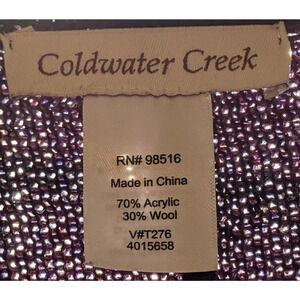 Coldwater Creek
RN# 98516
Made in China
70% Acrylic
30% Wool
V#T276
4015658